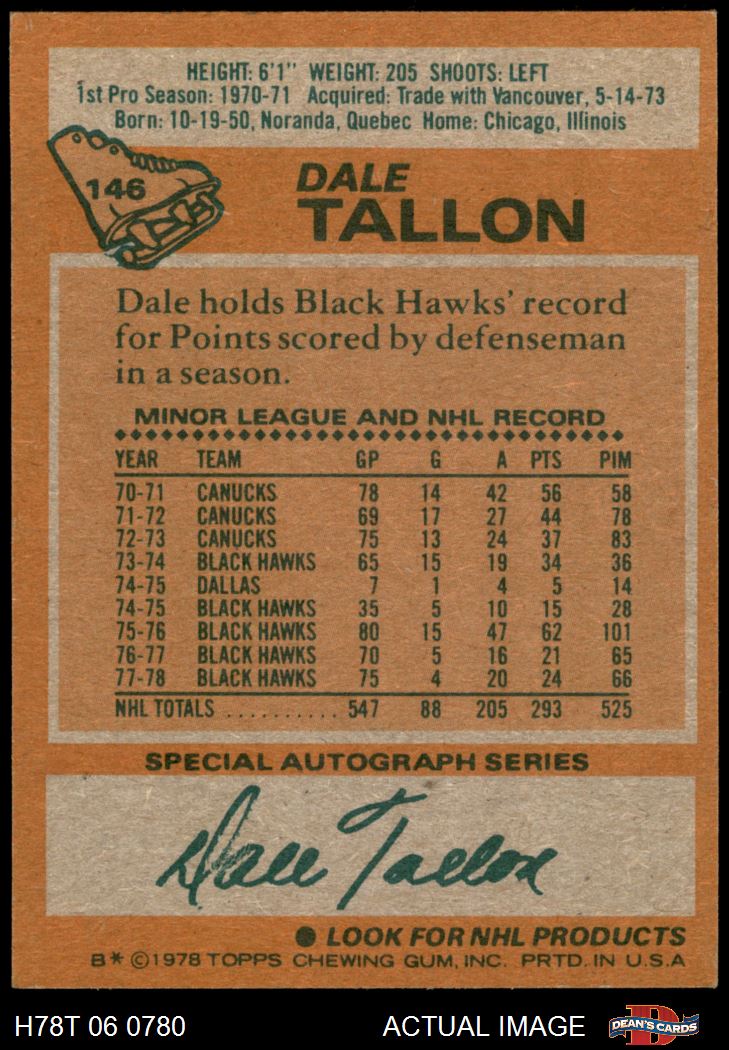 HEIGHT: 6'1" WEIGHT: 205 SHOOTS: LEFT
1st Pro Season: 1970-71 Acquired: Trade with Vancouver, 5-14-73
Born: 10-19-50, Noranda, Quebec Home: Chicago, Illinois
146
DALE
TALLON
Dale holds Black Hawks' record
for Points scored by defenseman
in a season.
MINOR LEAGUE AND NHL RECORD
YEAR TEAM GP G A PTS PIM
70-71 CANUCKS 78 14 42 56 58
71-72 CANUCKS 69 17 27 44 78
72-73 CANUCKS 75 13 24 37 83
73-74 BLACK HAWKS 65 15 19 34 36
74-75 DALLAS 7 1 4 5 14
74-75 BLACK HAWKS 35 5 10 15 28
75-76 BLACK HAWKS 80 15 47 62 101
76-77 BLACK HAWKS 70 5 16 21 65
77-78 BLACK HAWKS 75 4 20 24 66
NHL TOTALS .......... 547 88 205 293 525
SPECIAL AUTOGRAPH SERIES
Dale Tallon
● LOOK FOR NHL PRODUCTS
B* ©1978 TOPPS CHEWING GUM, INC. PRTD. IN U.S.A
H78T 06 0780 ACTUAL IMAGE D DEAN'S CARDS